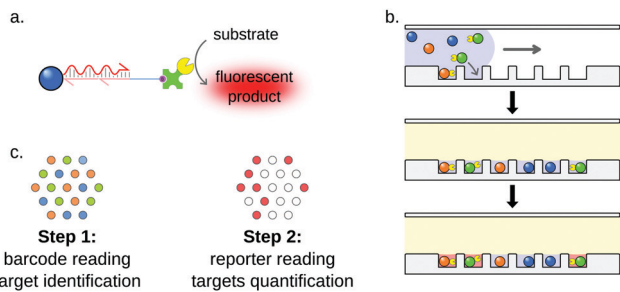 a.
substrate
fluorescent
product
b.
c.
Step 1:
barcode reading
arget identification
Step 2:
reporter reading
targets quantification